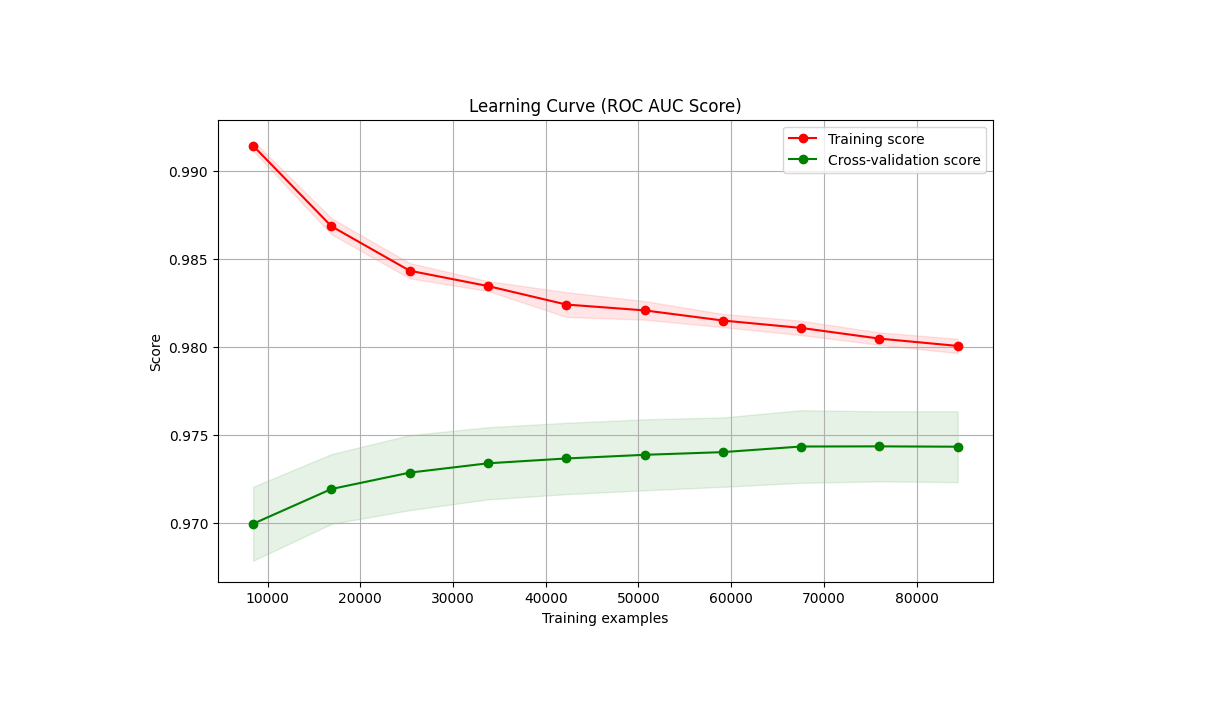 Learning Curve (ROC AUC Score)
Training score
Cross-validation score
0.990
0.985
0.980
0.975
0.970
Score
10000 20000 30000 40000 50000 60000 70000 80000
Training examples